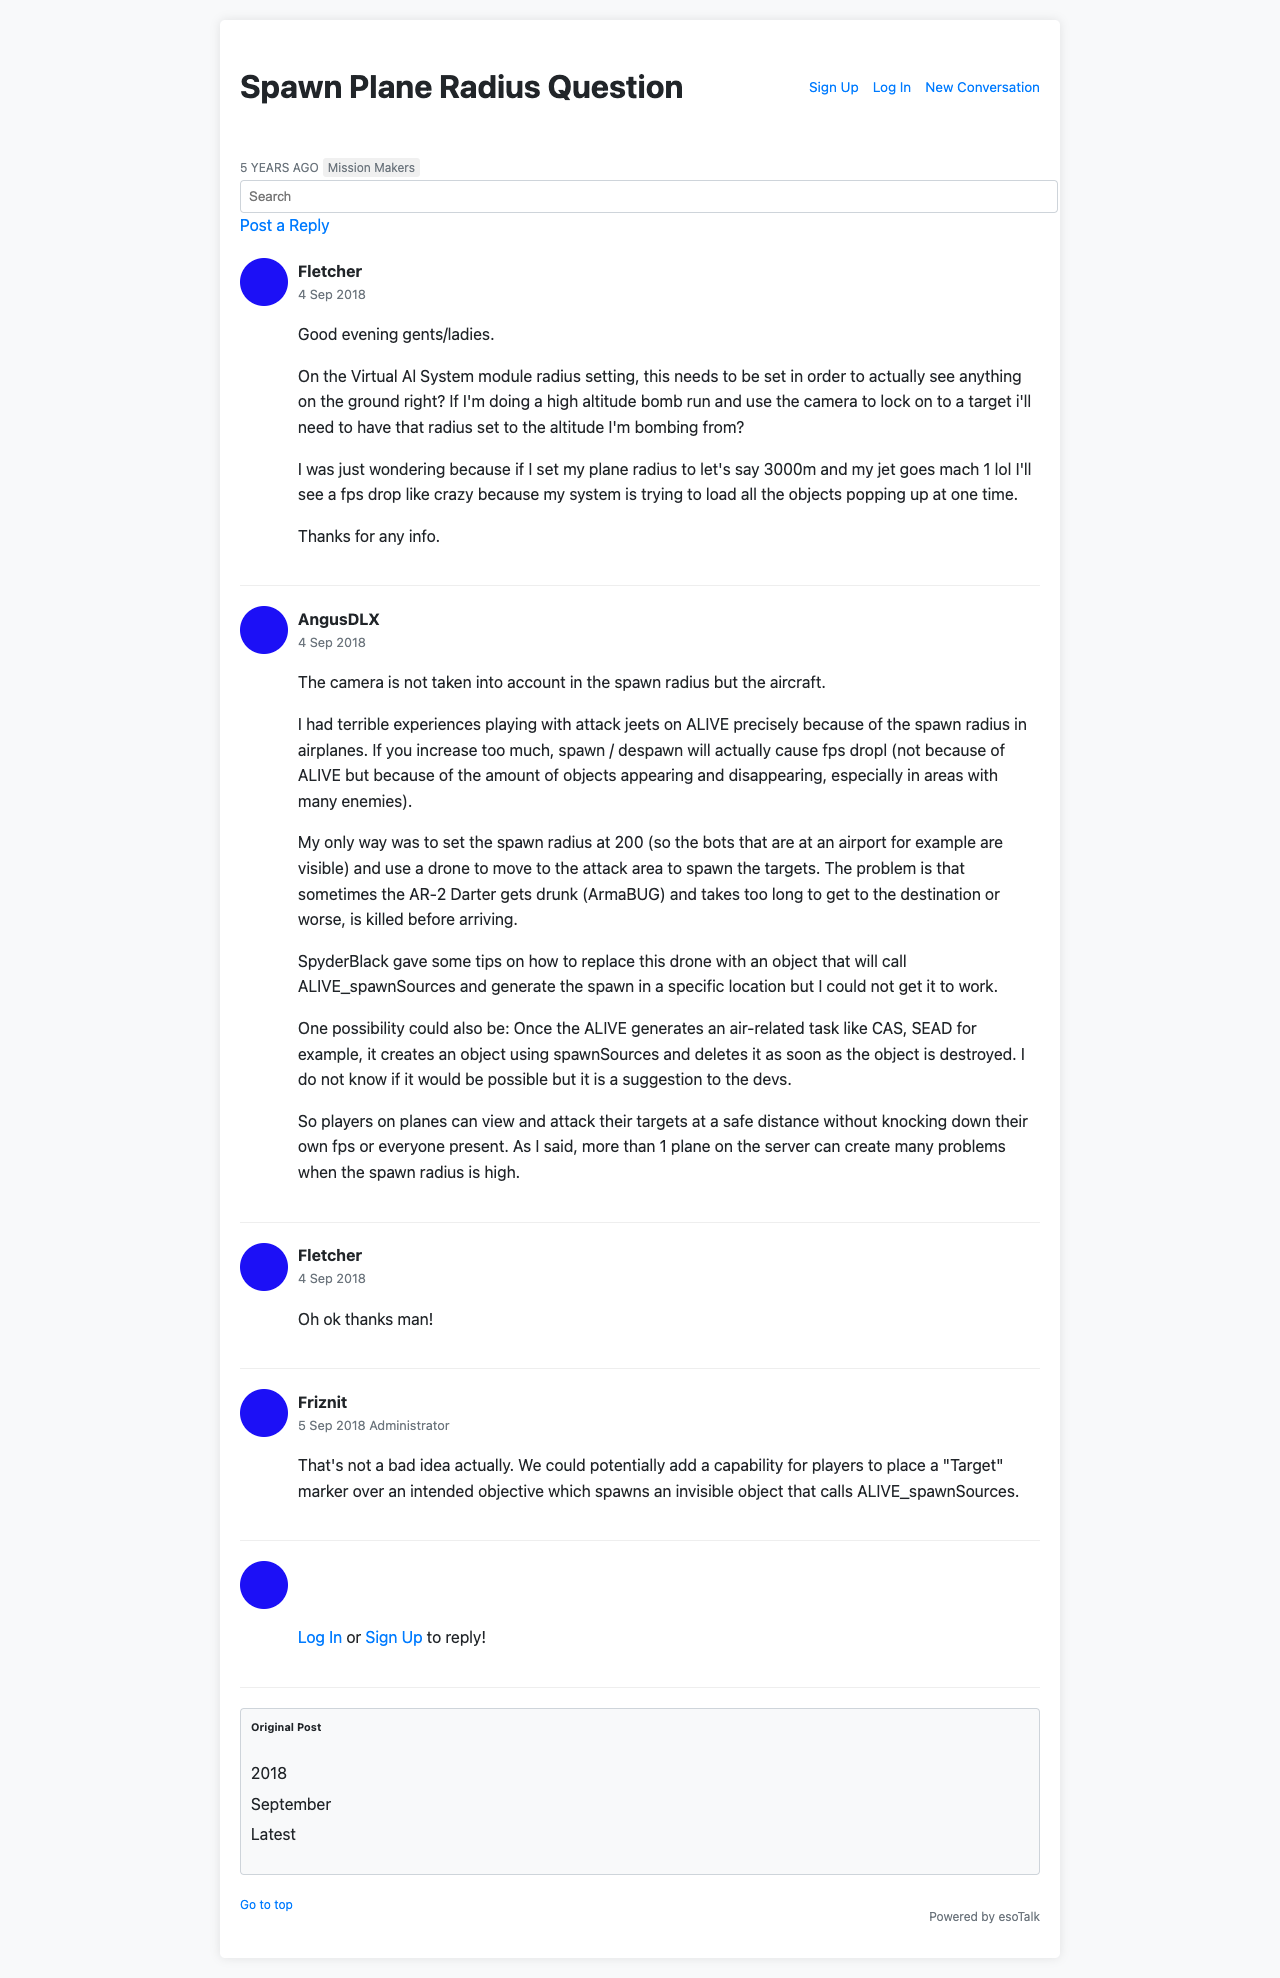 Spawn Plane Radius Question
Sign Up Log In New Conversation
5 YEARS AGO Mission Makers
Search
Post a Reply
Fletcher
4 Sep 2018
Good evening gents/ladies.
On the Virtual AI System module radius setting, this needs to be set in order to actually see anything
on the ground right? If I'm doing a high altitude bomb run and use the camera to lock on to a target i'll
need to have that radius set to the altitude I'm bombing from?
I was just wondering because if I set my plane radius to let's say 3000m and my jet goes mach 1 lol I'll
see a fps drop like crazy because my system is trying to load all the objects popping up at one time.
Thanks for any info.
AngusDLX
4 Sep 2018
The camera is not taken into account in the spawn radius but the aircraft.
I had terrible experiences playing with attack jeets on ALIVE precisely because of the spawn radius in
airplanes. If you increase too much, spawn / despawn will actually cause fps dropl (not because of
ALIVE but because of the amount of objects appearing and disappearing, especially in areas with
many enemies).
My only way was to set the spawn radius at 200 (so the bots that are at an airport for example are
visible) and use a drone to move to the attack area to spawn the targets. The problem is that
sometimes the AR-2 Darter gets drunk (ArmaBUG) and takes too long to get to the destination or
worse, is killed before arriving.
SpyderBlack gave some tips on how to replace this drone with an object that will call
ALIVE_spawnSources and generate the spawn in a specific location but I could not get it to work.
One possibility could also be: Once the ALIVE generates an air-related task like CAS, SEAD for
example, it creates an object using spawnSources and deletes it as soon as the object is destroyed. I
do not know if it would be possible but it is a suggestion to the devs.
So players on planes can view and attack their targets at a safe distance without knocking down their
own fps or everyone present. As I said, more than 1 plane on the server can create many problems
when the spawn radius is high.
Fletcher
4 Sep 2018
Oh ok thanks man!
Friznit
5 Sep 2018 Administrator
That's not a bad idea actually. We could potentially add a capability for players to place a "Target"
marker over an intended objective which spawns an invisible object that calls ALIVE_spawnSources.
Log In or Sign Up to reply!
Original Post
2018
September
Latest
Go to top
Powered by esoTalk